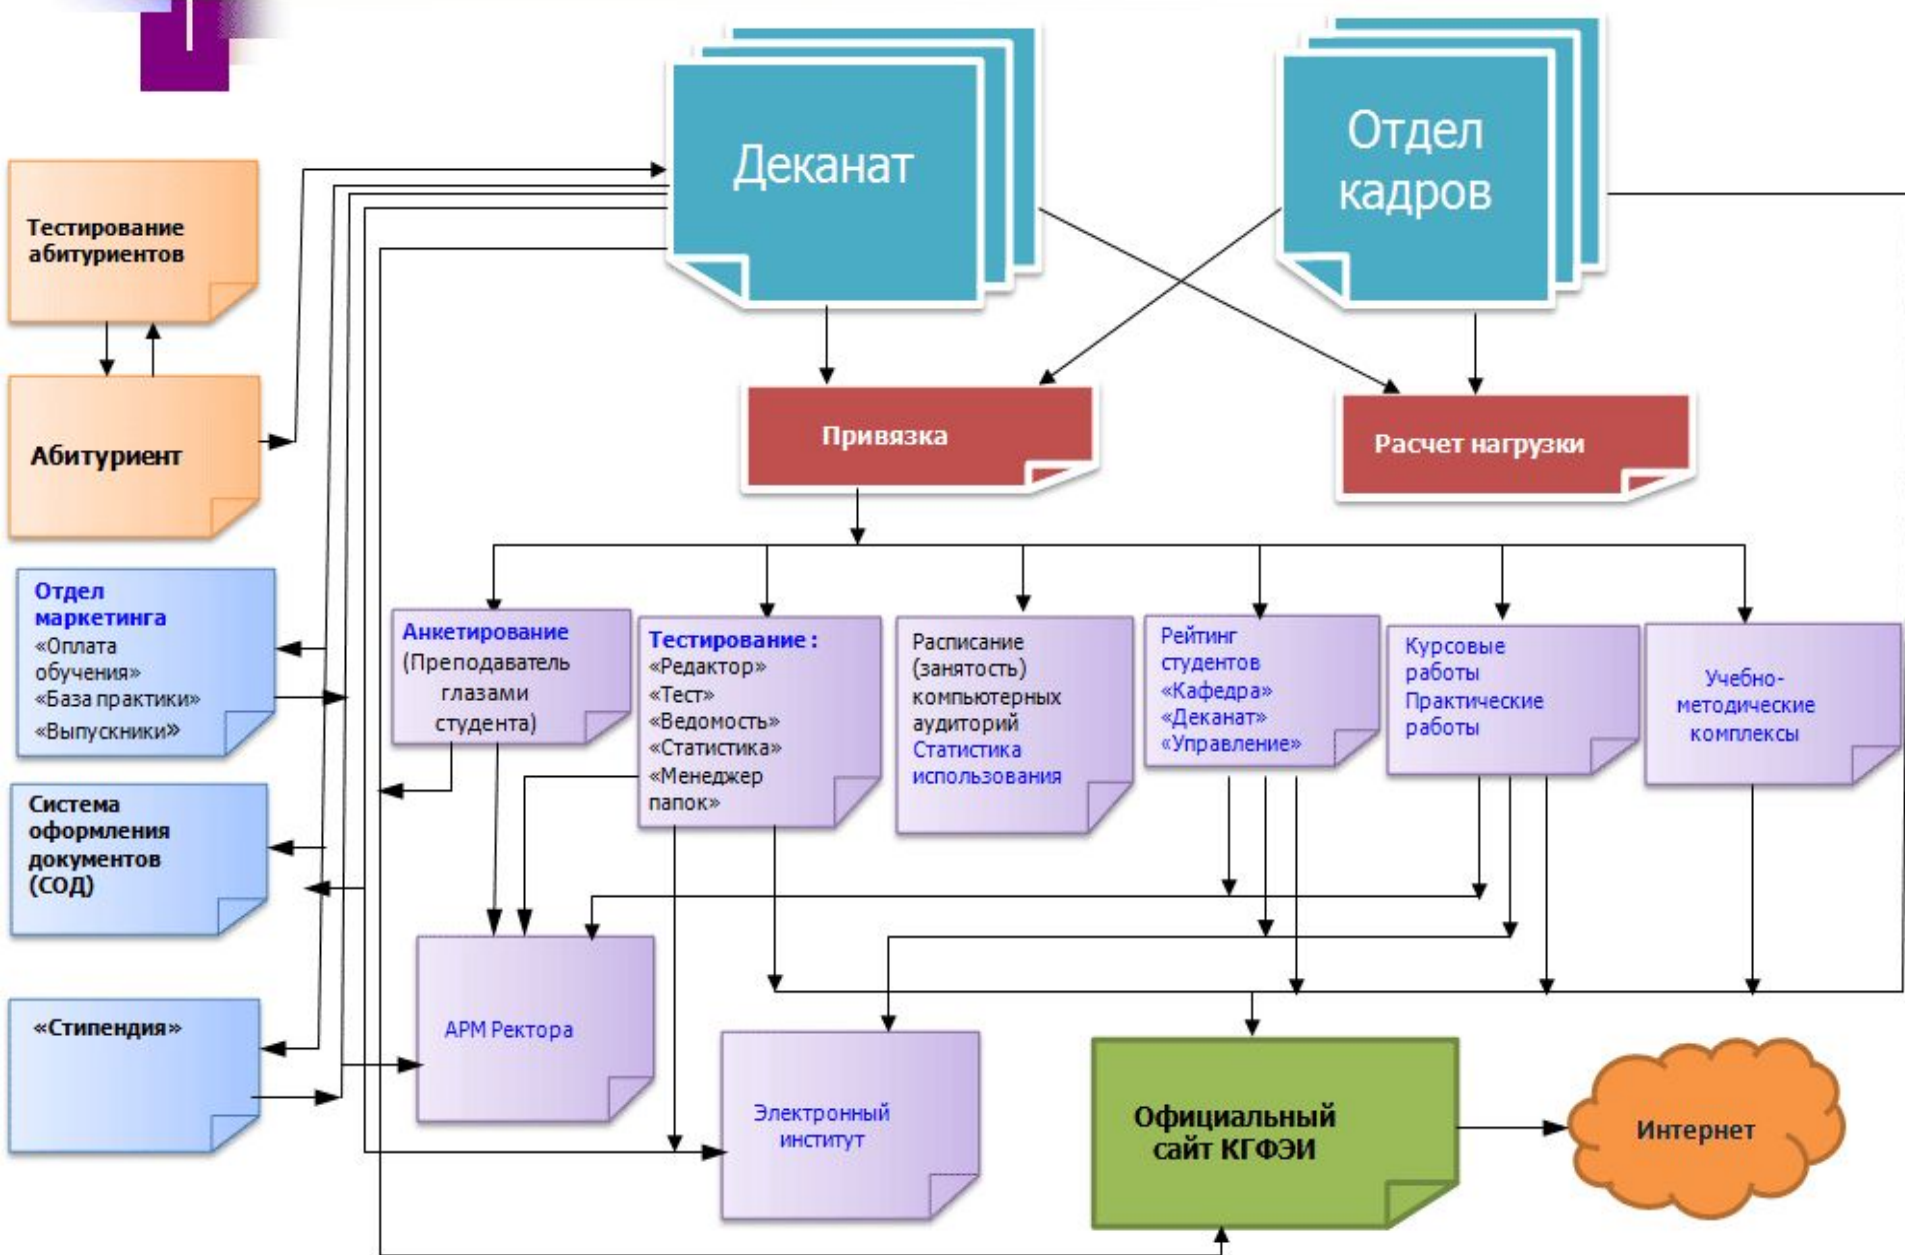 Деканат
Отдел
кадров
Тестирование
абитуриентов
Абитуриент
Привязка
Расчет нагрузки
Отдел
маркетинга
«Оплата
обучения»
«База практики»
«Выпускники»
Анкетирование
(Преподаватель
глазами
студента)
Тестирование :
«Редактор»
«Тест»
«Ведомость»
«Статистика»
«Менеджер
папок»
Расписание
(занятость)
компьютерных
аудиторий
Статистика
использования
Рейтинг
студентов
«Кафедра»
«Деканат»
«Управление»
Курсовые
работы
Практические
работы
Учебно-
методические
комплексы
Система
оформления
документов
(СОД)
«Стипендия»
АРМ Ректора
Электронный
институт
Официальный
сайт КГФЭИ
Интернет